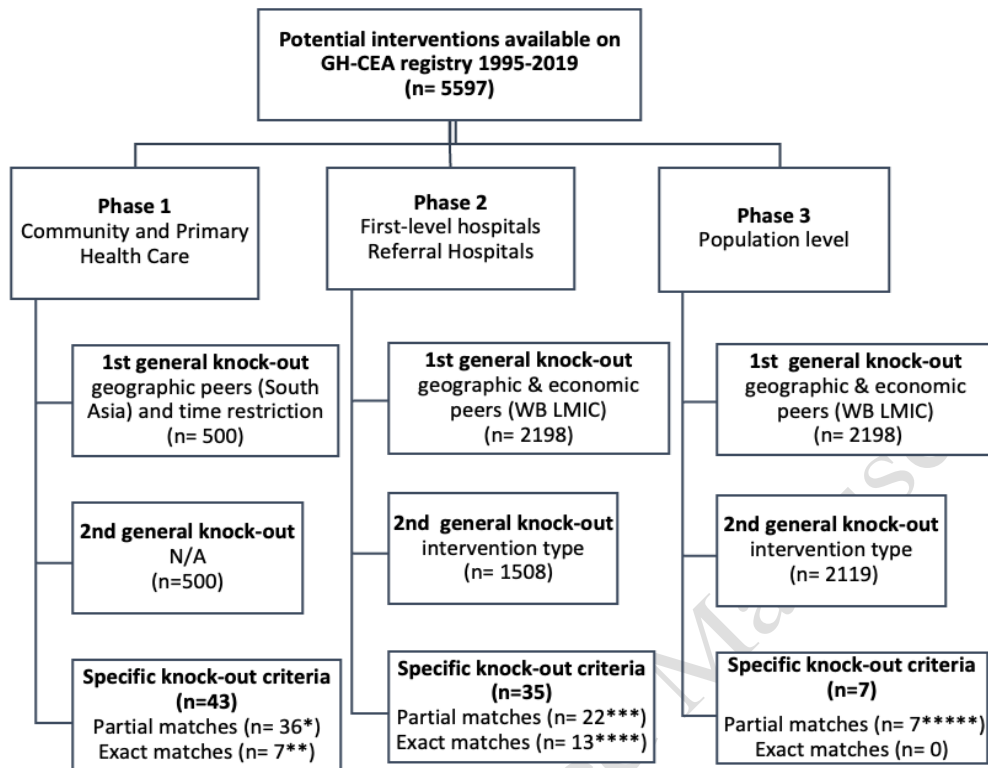 Potential interventions available on
GH-CEA registry 1995-2019
(n= 5597)
Phase 1
Community and Primary
Health Care
Phase 2
First-level hospitals
Referral Hospitals
Phase 3
Population level
1st general knock-out
geographic peers (South
Asia) and time restriction
(n= 500)
1st general knock-out
geographic & economic
peers (WB LMIC)
(n= 2198)
1st general knock-out
geographic & economic
peers (WB LMIC)
(n= 2198)
2nd general knock-out
N/A
(n=500)
2nd general knock-out
intervention type
(n= 1508)
2nd general knock-out
intervention type
(n= 2119)
Specific knock-out criteria
(n=43)
Partial matches (n= 36*)
Exact matches (n= 7**)
Specific knock-out criteria
(n=35)
Partial matches (n= 22***)
Exact matches (n= 13****)
Specific knock-out criteria
(n=7)
Partial matches (n= 7*****)
Exact matches (n= 0)